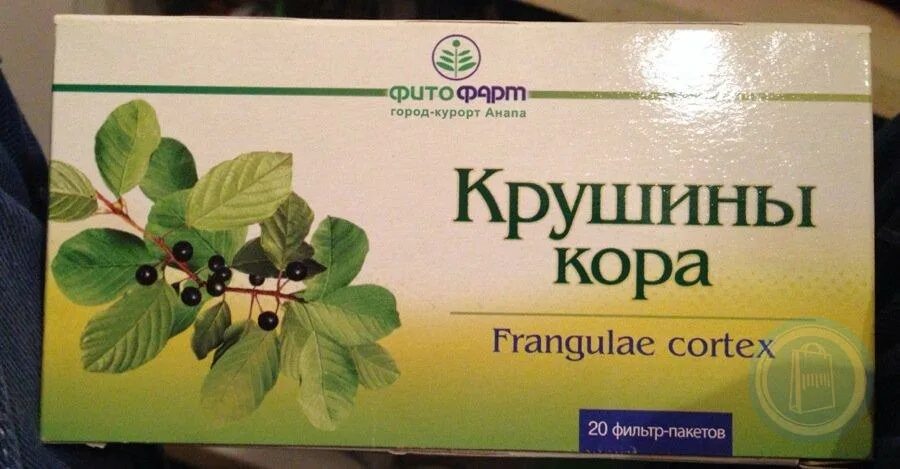 ФИТОФАРМ
город-курорт Анапа
Крушины
кора
Frangulae cortex
20 фильтр-пакетов